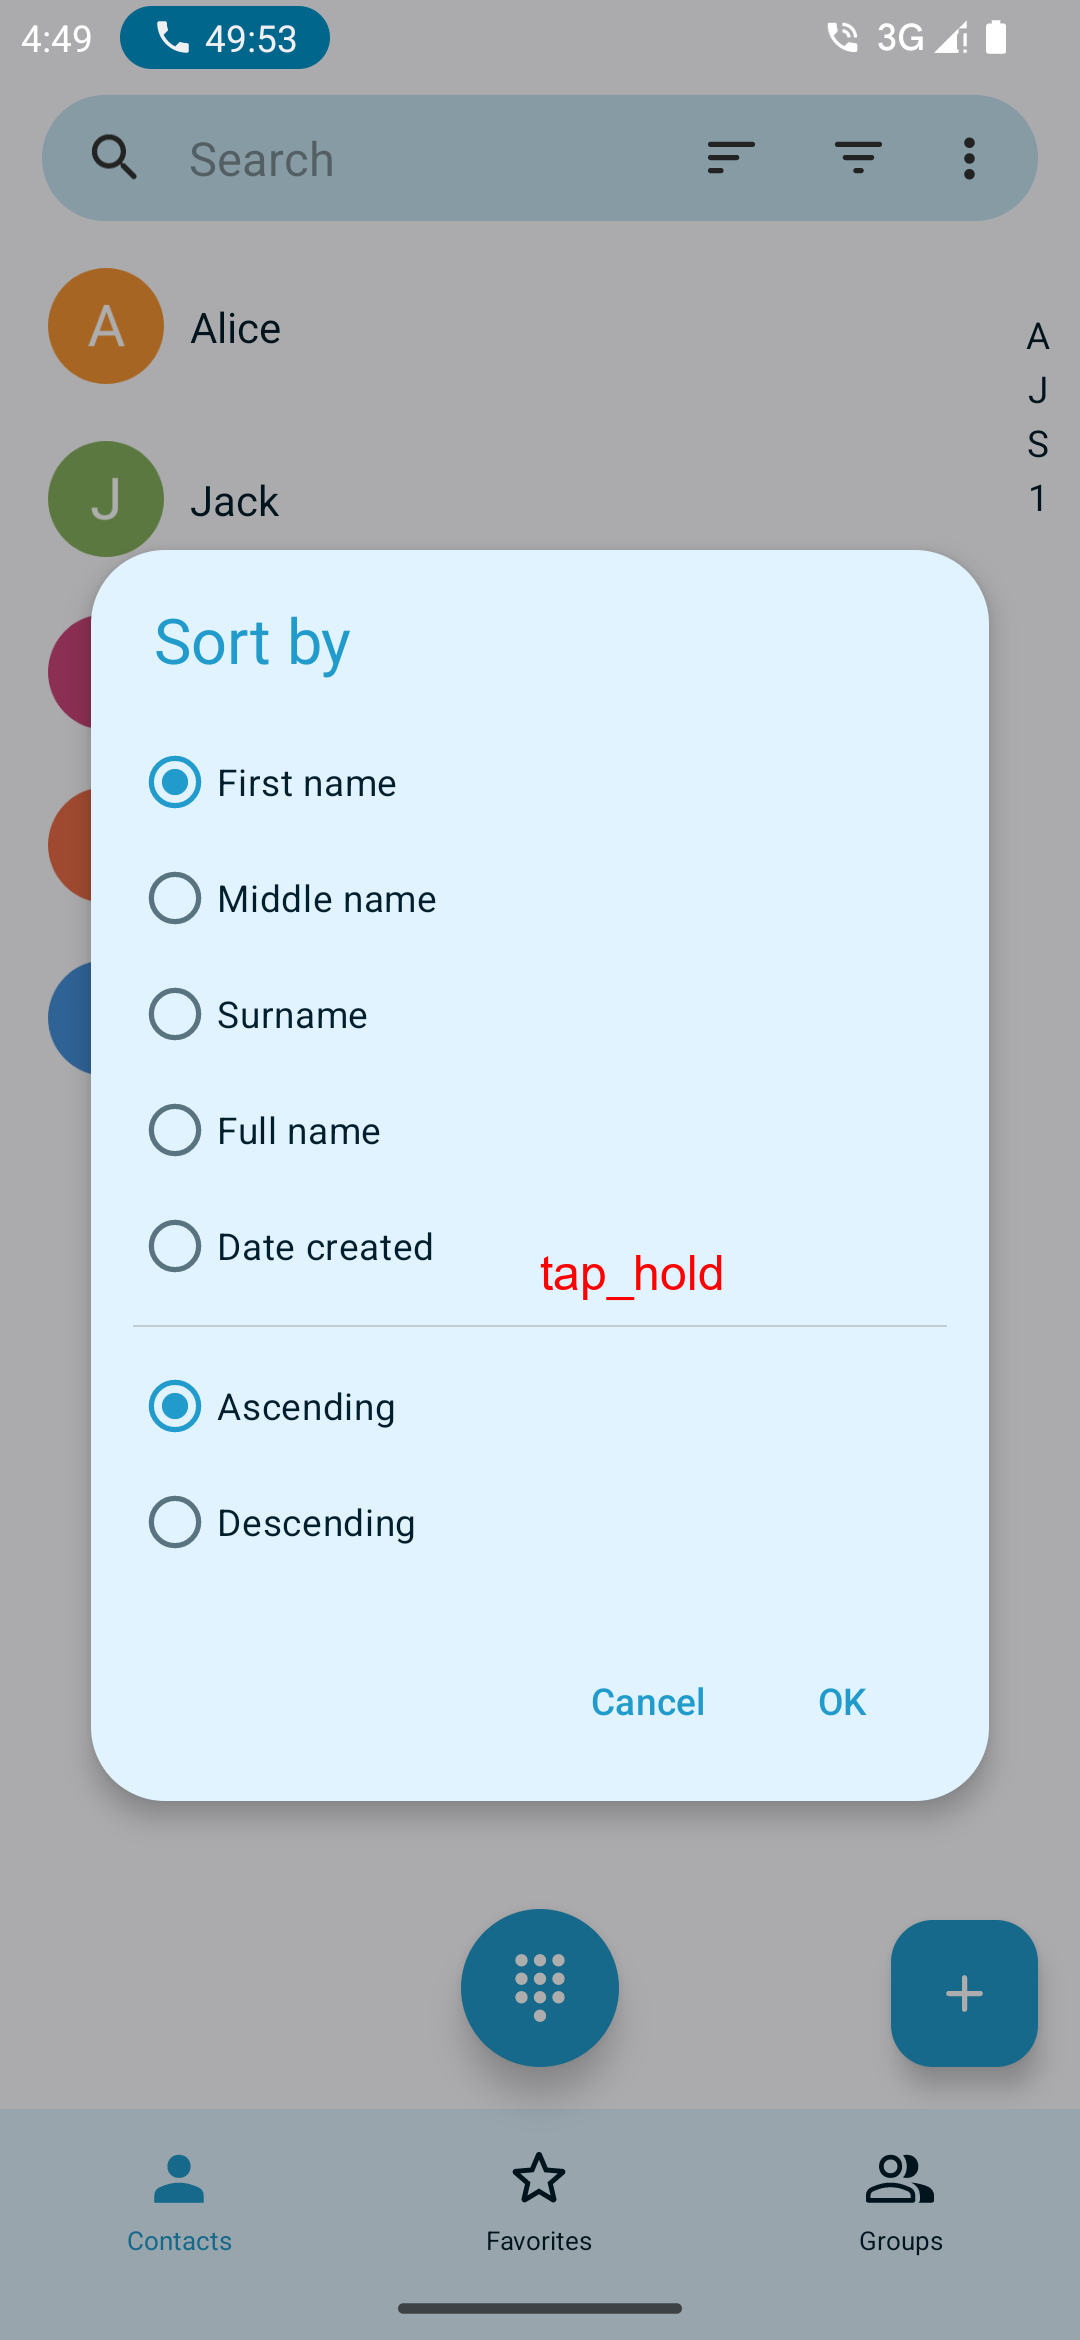 4:49 49:53 3G
Search
A Alice
A
J
S
1
J Jack
Sort by
First name
Middle name
Surname
Full name
Date created
tap_hold
Ascending
Descending
Cancel OK
Contacts Favorites Groups